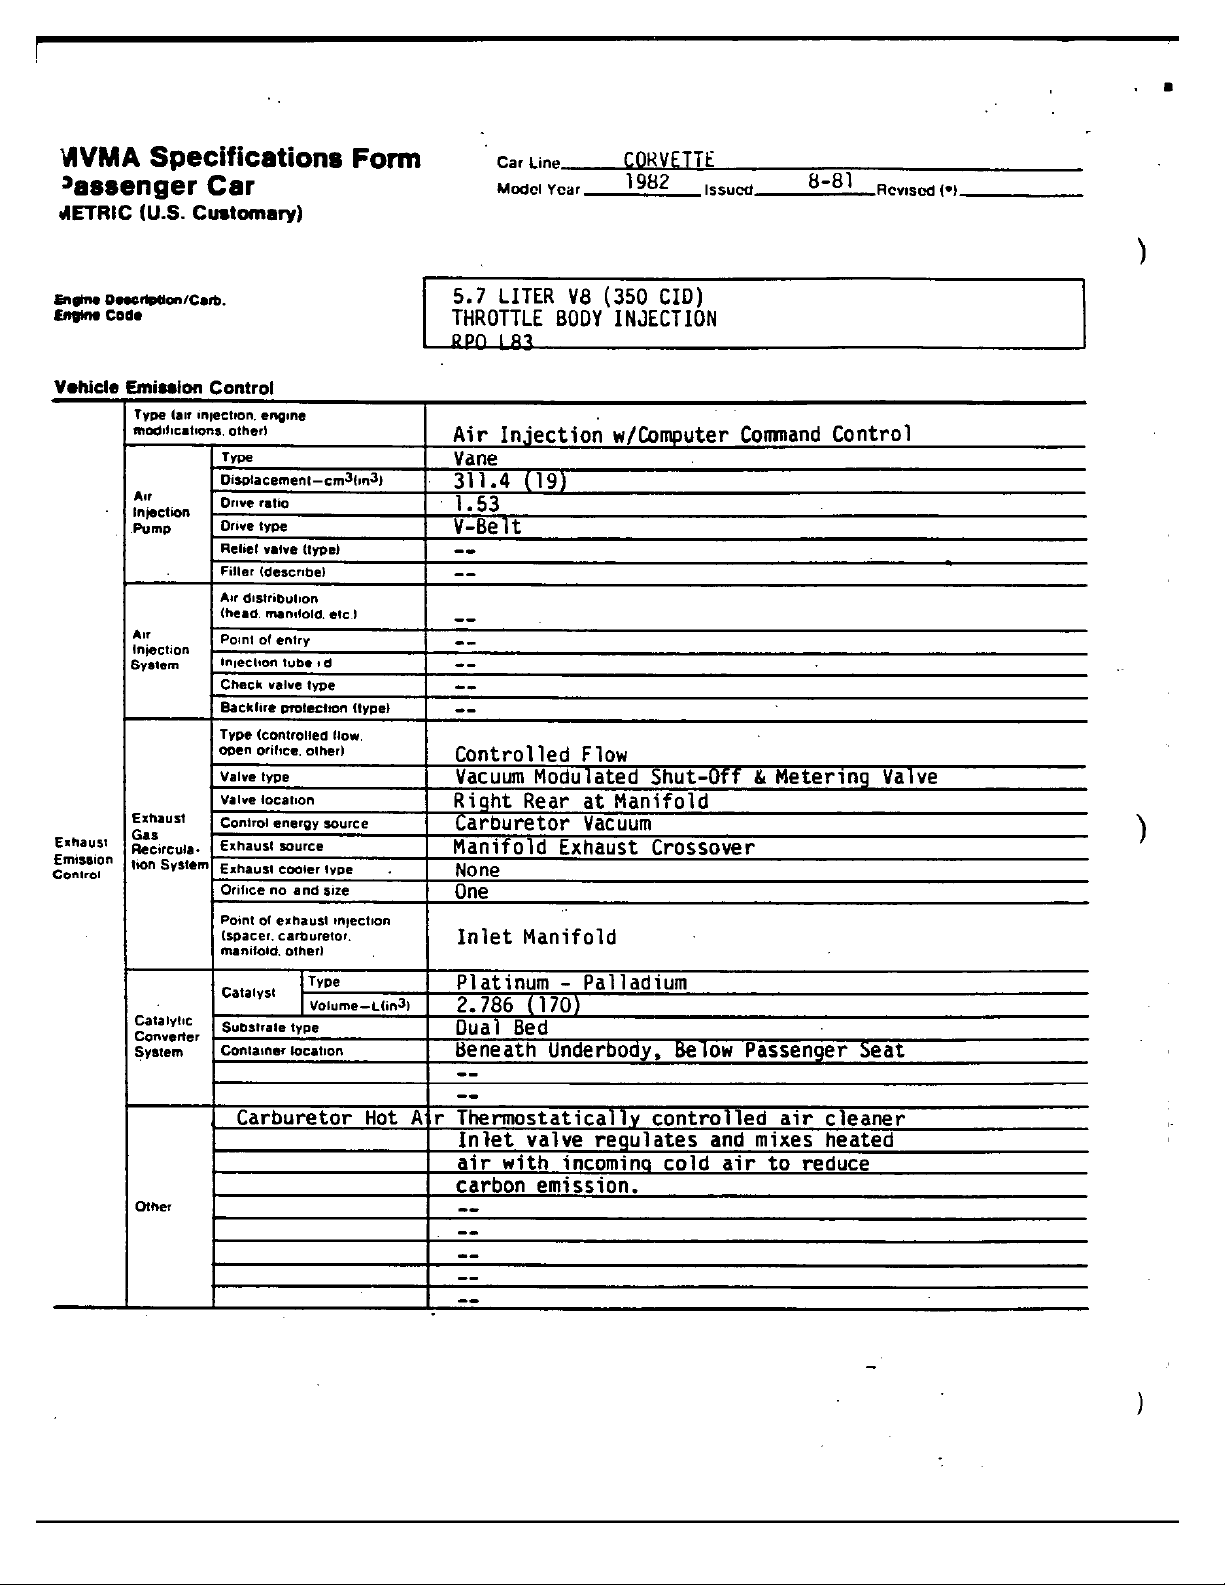 MVMA Specifications Form
Passenger Car
METRIC (U.S. Customary)
Car Line CORVETTE
Model Year 1982 Issued 8-81 Revised (•)
Engine Description/Carb.
Engine Code
5.7 LITER V8 (350 CID)
THROTTLE BODY INJECTION
RPO L83
Vehicle Emission Control
Type (air injection, engine
modifications, other) Air Injection w/Computer Command Control
Air
Injection
Pump
Type Vane
Displacement—cm3(in3) 311.4 (19)
Drive ratio 1.53
Drive type V-Belt
Relief valve (type) --
Filler (describe) --
Air
Injection
System
Air distribution
(head, manifold, etc.) --
Point of entry --
Injection tube i d --
Check valve type --
Backfire protection (type) --
Exhaust
Emission
Control
Exhaust
Gas
Recircula-
tion System
Type (controlled flow,
open orifice, other) Controlled Flow
Valve type Vacuum Modulated Shut-Off & Metering Valve
Valve location Right Rear at Manifold
Control energy source Carburetor Vacuum
Exhaust source Manifold Exhaust Crossover
Exhaust cooler type None
Orifice no and size One
Point of exhaust injection
(spacer, carburetor,
manifold, other) Inlet Manifold
Catalytic
Converter
System
Catalyst
Type Platinum - Palladium
Volume—L(in3) 2.786 (170)
Substrate type Dual Bed
Container location Beneath Underbody, Below Passenger Seat
--
--
Other
Carburetor Hot Air Thermostatically controlled air cleaner
Inlet valve regulates and mixes heated
air with incoming cold air to reduce
carbon emission.
--
--
--
--
--